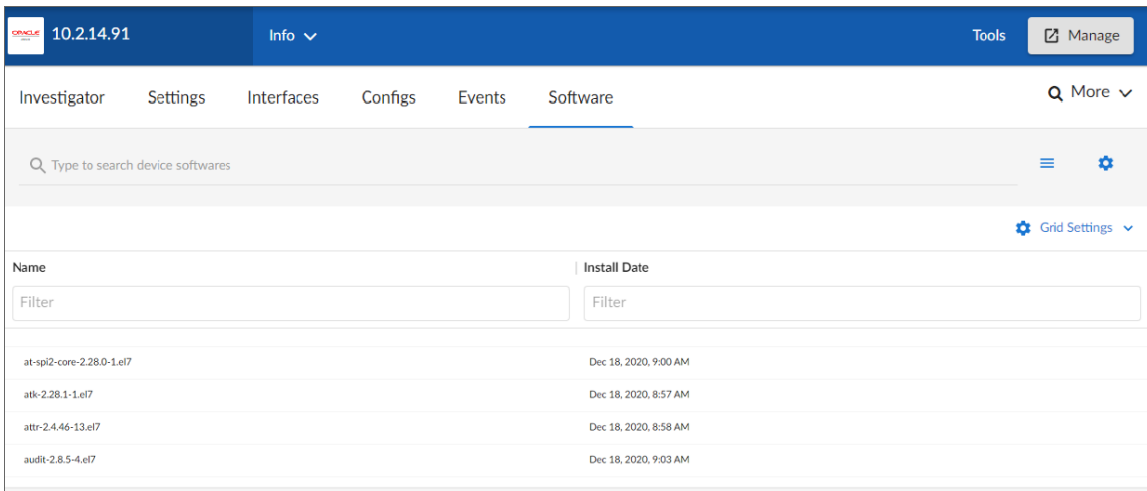 ORACLE
10.2.14.91 Info Tools Manage
Investigator Settings Interfaces Configs Events Software More
Type to search device softwares
Grid Settings
Name Install Date
Filter Filter
at-spi2-core-2.28.0-1.el7 Dec 18, 2020, 9:00 AM
atk-2.28.1-1.el7 Dec 18, 2020, 8:57 AM
attr-2.4.46-13.el7 Dec 18, 2020, 8:58 AM
audit-2.8.5-4.el7 Dec 18, 2020, 9:03 AM